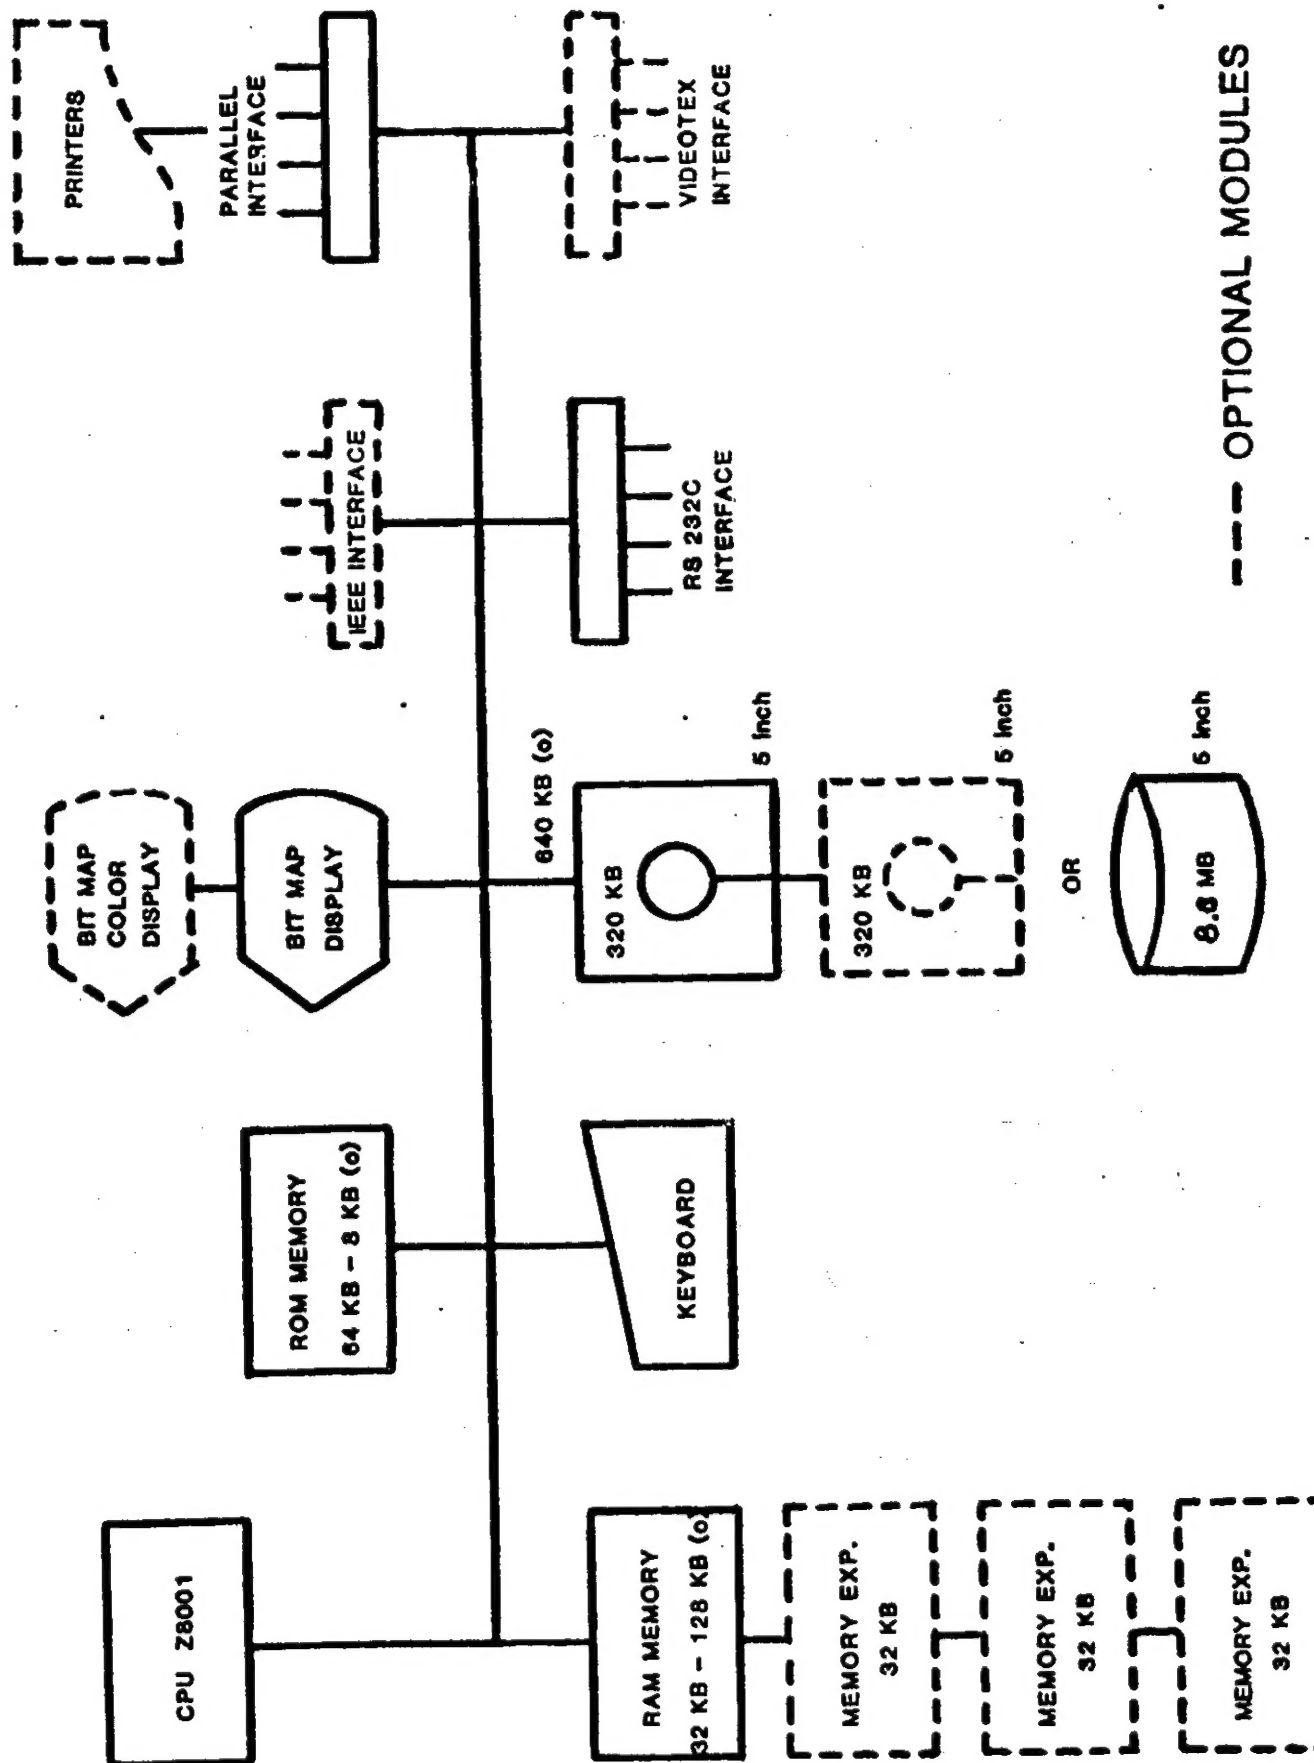 CPU Z8001
ROM MEMORY
64 KB – 8 KB (o)
BIT MAP
COLOR
DISPLAY
BIT MAP
DISPLAY
IEEE INTERFACE
PRINTERS
PARALLEL
INTERFACE
RAM MEMORY
32 KB – 128 KB (o)
MEMORY EXP.
32 KB
MEMORY EXP.
32 KB
MEMORY EXP.
32 KB
KEYBOARD
640 KB (o)
320 KB
5 Inch
320 KB
5 Inch
OR
8.6 MB
5 Inch
RS 232C
INTERFACE
VIDEOTEX
INTERFACE
OPTIONAL MODULES